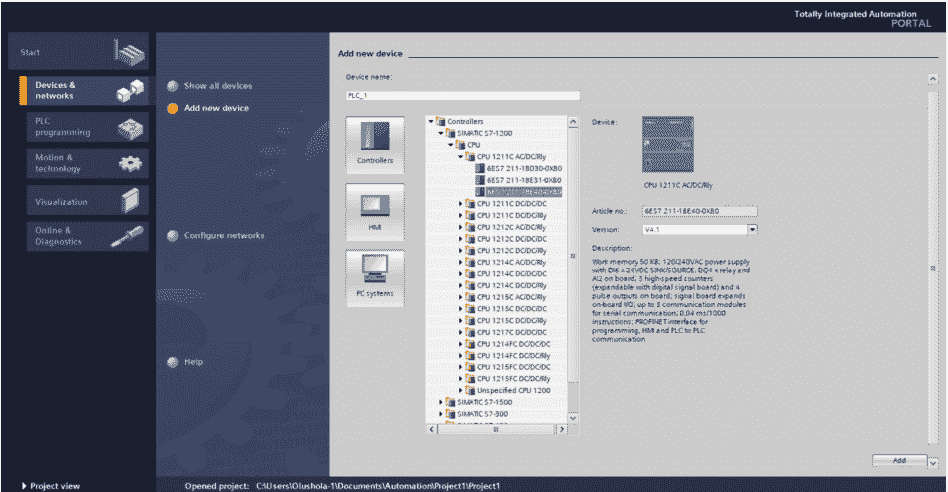 Totally Integrated Automation
PORTAL
Start
Devices &
networks
PLC
programming
Motion &
technology
Visualization
Online &
Diagnostics
Show all devices
Add new device
Configure networks
Help
Add new device
Device name:
PLC_1
Controllers
HMI
PC systems
Controllers
SIMATIC S7-1200
CPU
CPU 1211C AC/DC/Rly
6ES7 211-1BD30-0XB0
6ES7 211-1BE31-0XB0
6ES7 211-1BE40-0XB0
CPU 1211C DC/DC/DC
CPU 1211C DC/DC/Rly
CPU 1212C AC/DC/Rly
CPU 1212C DC/DC/DC
CPU 1212C DC/DC/Rly
CPU 1214C AC/DC/Rly
CPU 1214C DC/DC/DC
CPU 1214C DC/DC/Rly
CPU 1215C AC/DC/Rly
CPU 1215C DC/DC/DC
CPU 1215C DC/DC/Rly
CPU 1217C DC/DC/DC
CPU 1214FC DC/DC/DC
CPU 1214FC DC/DC/Rly
CPU 1215FC DC/DC/DC
CPU 1215FC DC/DC/Rly
Unspecified CPU 1200
SIMATIC S7-1500
SIMATIC S7-300
Device:
CPU 1211C AC/DC/Rly
Article no.: 6ES7 211-1BE40-0XB0
Version: V4.1
Description:
Work memory 50 KB; 120/240VAC power supply
with DI6 x 24VDC SINK/SOURCE, DQ4 x relay and
AI2 on board; 3 high-speed counters
(expandable with digital signal board) and 4
pulse outputs on board; signal board expands
on-board I/O; up to 3 communication modules
for serial communication; 0.04 ms/1000
instructions; PROFINET interface for
programming, HMI and PLC to PLC
communication
Add
Project view
Opened project: C:\Users\Olushola-1\Documents\Automation\Project1\Project1